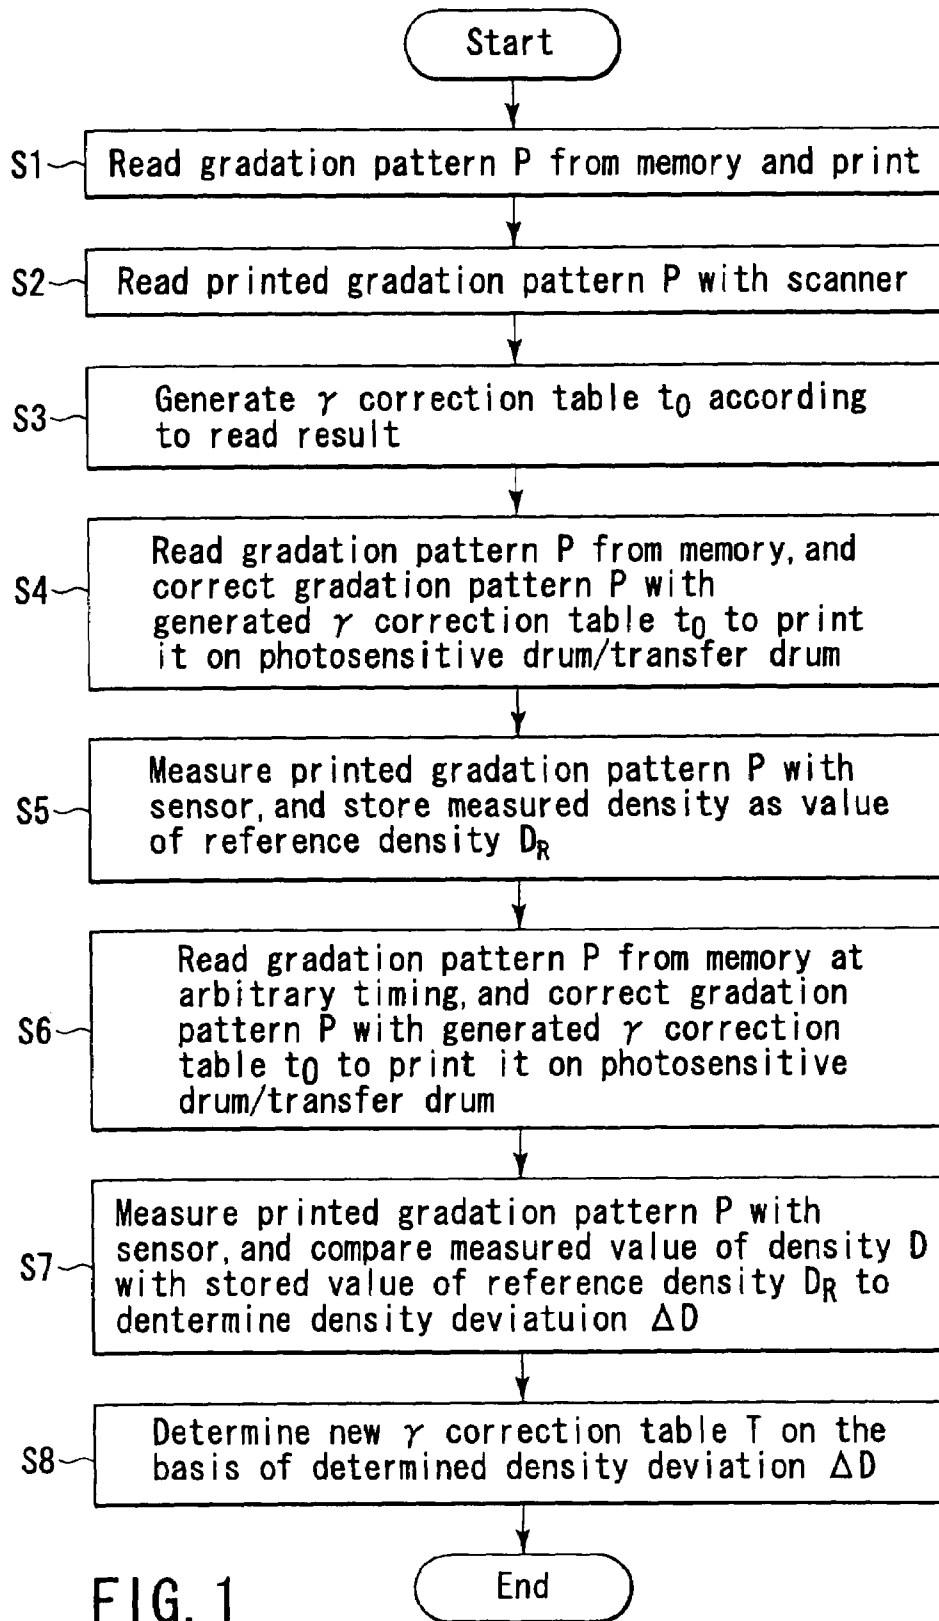 Start
S1
Read gradation pattern P from memory and print
S2
Read printed gradation pattern P with scanner
S3
Generate γ correction table t0 according
to read result
S4
Read gradation pattern P from memory, and
correct gradation pattern P with
generated γ correction table t0 to print
it on photosensitive drum/transfer drum
S5
Measure printed gradation pattern P with
sensor, and store measured density as value
of reference density DR
S6
Read gradation pattern P from memory at
arbitrary timing, and correct gradation
pattern P with generated γ correction
table t0 to print it on photosensitive
drum/transfer drum
S7
Measure printed gradation pattern P with
sensor, and compare measured value of density D
with stored value of reference density DR to
dentermine density deviatuion ΔD
S8
Determine new γ correction table T on the
basis of determined density deviation ΔD
End
FIG. 1